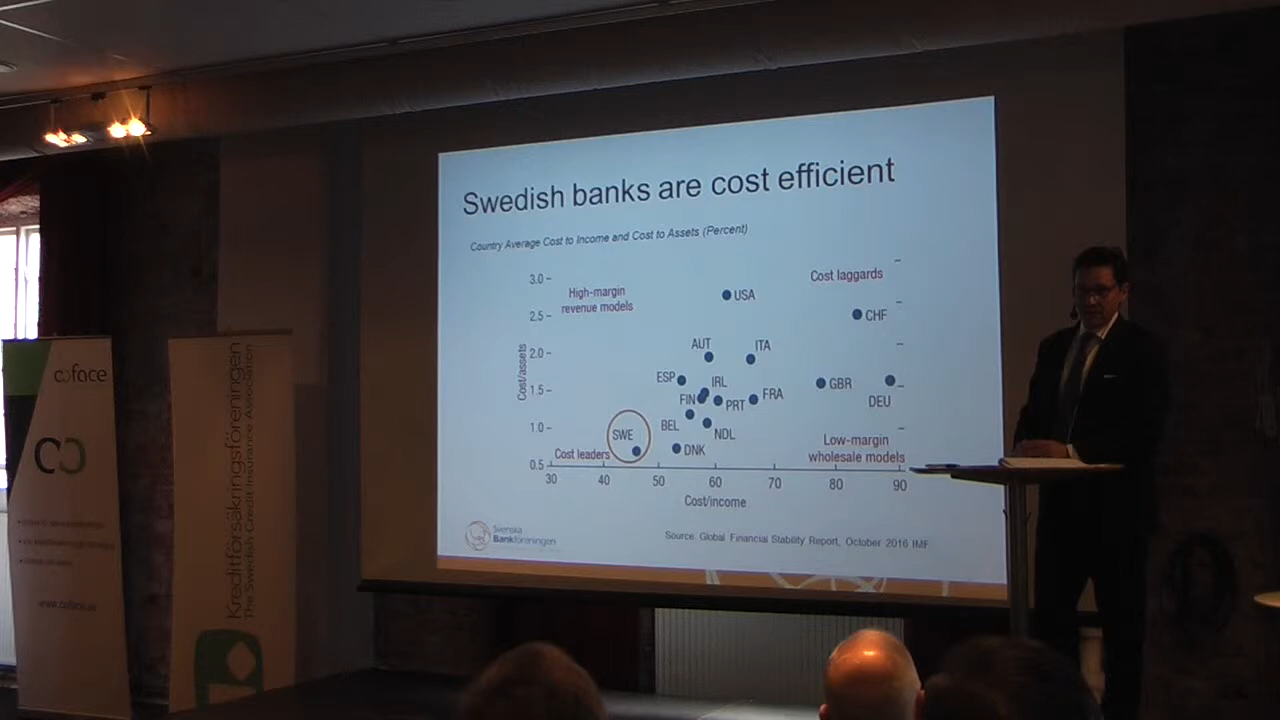 Swedish banks are cost efficient
Country Average Cost to Income and Cost to Assets (Percent)
Cost/assets
3.0
2.5
2.0
1.5
1.0
0.5
High-margin
revenue models
Cost laggards
USA
CHF
AUT
ITA
ESP
IRL
GBR
FIN
PRT
FRA
DEU
BEL
NDL
SWE
DNK
Cost leaders
Low-margin
wholesale models
30 40 50 60 70 80 90
Cost/income
Svenska
Bankföreningen
Source: Global Financial Stability Report, October 2016 IMF
coface
www.coface.se
Kreditförsäkringsföreningen
The Swedish Credit Insurance Association